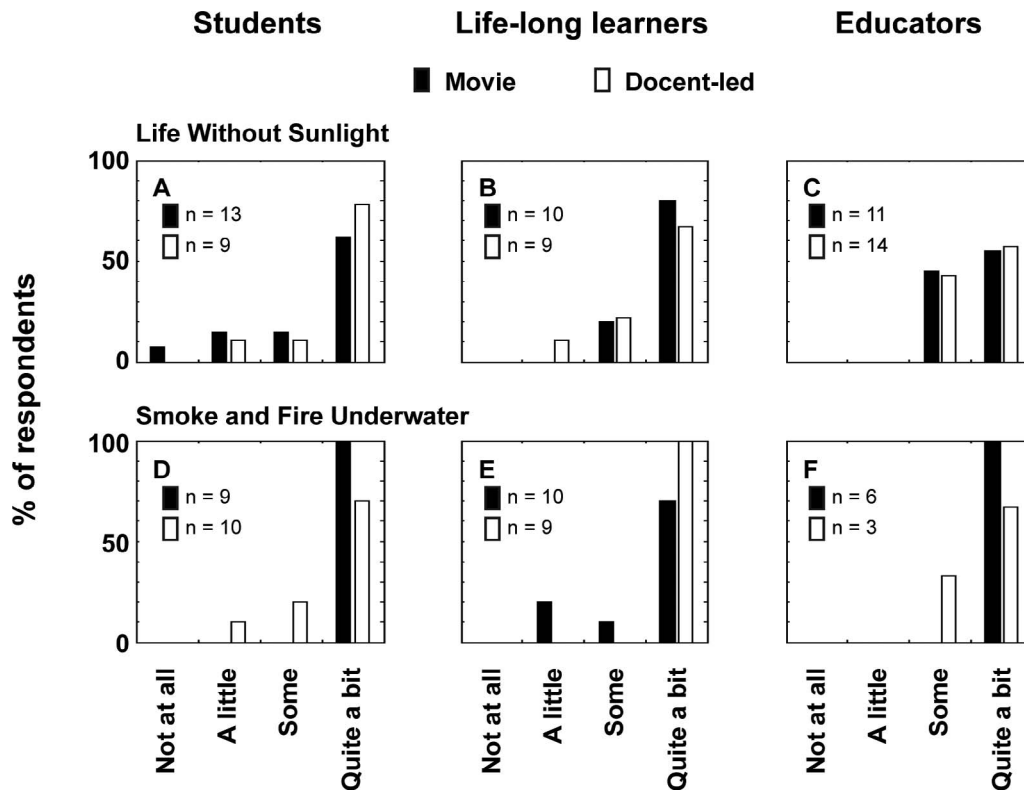 Students Life-long learners Educators
Movie Docent-led
Life Without Sunlight
100
50
0
A
n = 13
n = 9
B
n = 10
n = 9
C
n = 11
n = 14
% of respondents
Smoke and Fire Underwater
100
50
0
D
n = 9
n = 10
E
n = 10
n = 9
F
n = 6
n = 3
Not at all
A little
Some
Quite a bit
Not at all
A little
Some
Quite a bit
Not at all
A little
Some
Quite a bit